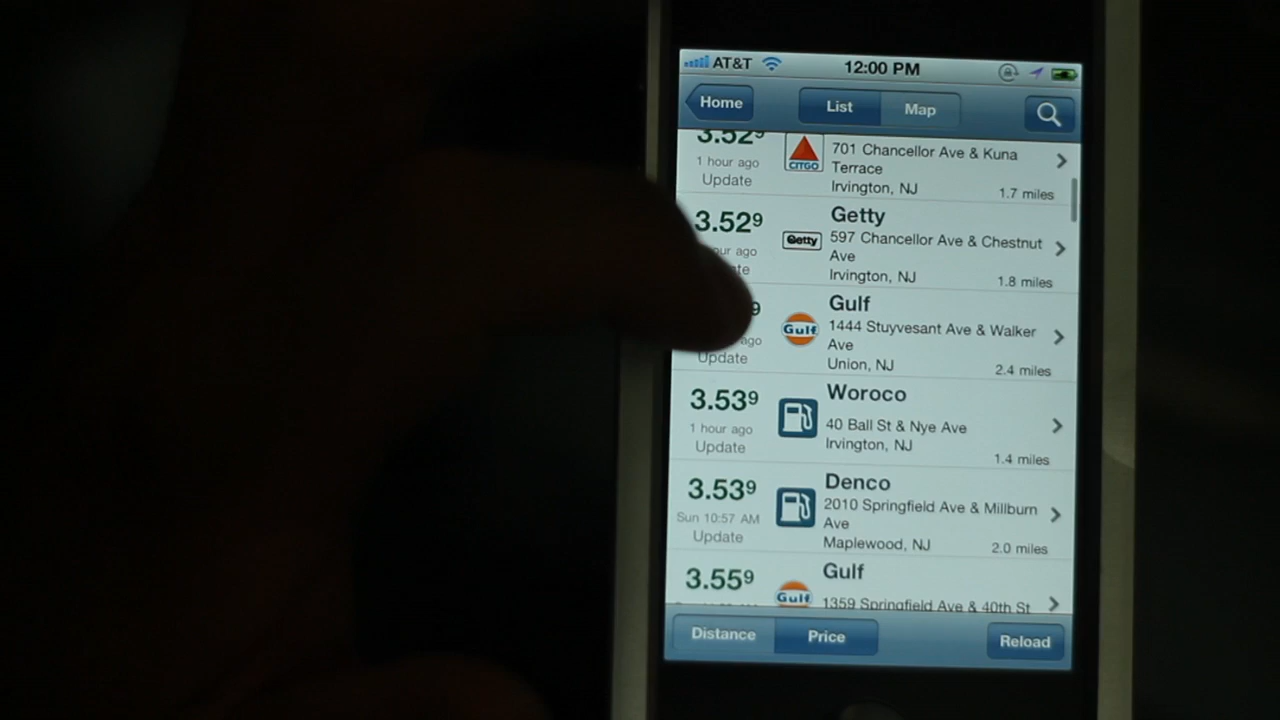 AT&T 12:00 PM
Home List Map
3.529
1 hour ago
Update
CITGO
701 Chancellor Ave & Kuna
Terrace
Irvington, NJ
1.7 miles
3.529
ago
Getty
Getty
597 Chancellor Ave & Chestnut
Ave
Irvington, NJ
1.8 miles
9
ago
Update
Gulf
Gulf
1444 Stuyvesant Ave & Walker
Ave
Union, NJ
2.4 miles
3.539
1 hour ago
Update
Woroco
40 Ball St & Nye Ave
Irvington, NJ
1.4 miles
3.539
Sun 10:57 AM
Update
Denco
2010 Springfield Ave & Millburn
Ave
Maplewood, NJ
2.0 miles
3.559
Gulf
Gulf
1359 Springfield Ave & 40th St
Distance Price Reload